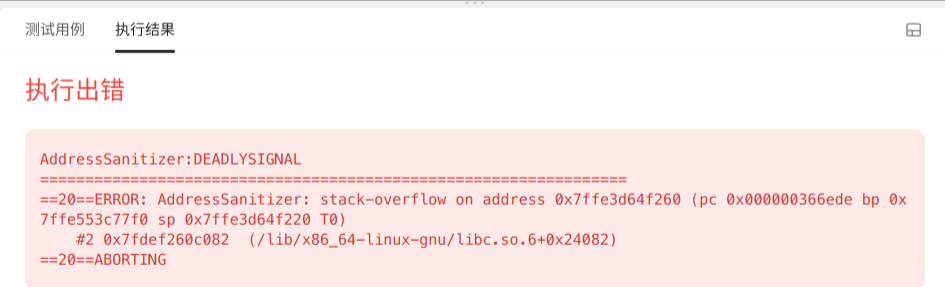 测试用例 执行结果
执行出错
AddressSanitizer:DEADLYSIGNAL
=================================================================
==20==ERROR: AddressSanitizer: stack-overflow on address 0x7ffe3d64f260 (pc 0x000000366ede bp 0x
7ffe553c77f0 sp 0x7ffe3d64f220 T0)
    #2 0x7fdef260c082  (/lib/x86_64-linux-gnu/libc.so.6+0x24082)
==20==ABORTING